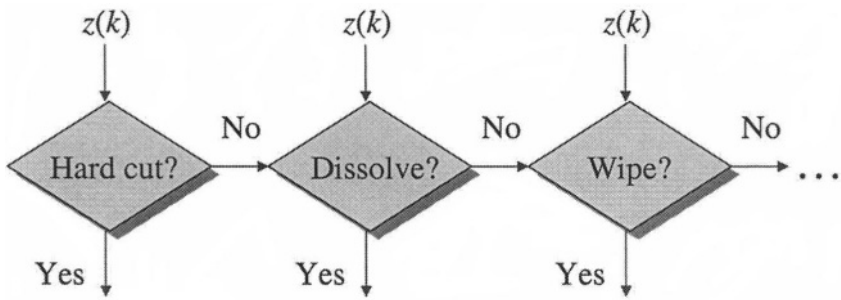 z(k) z(k) z(k)
No No No
Hard cut? Dissolve? Wipe? ...
Yes Yes Yes